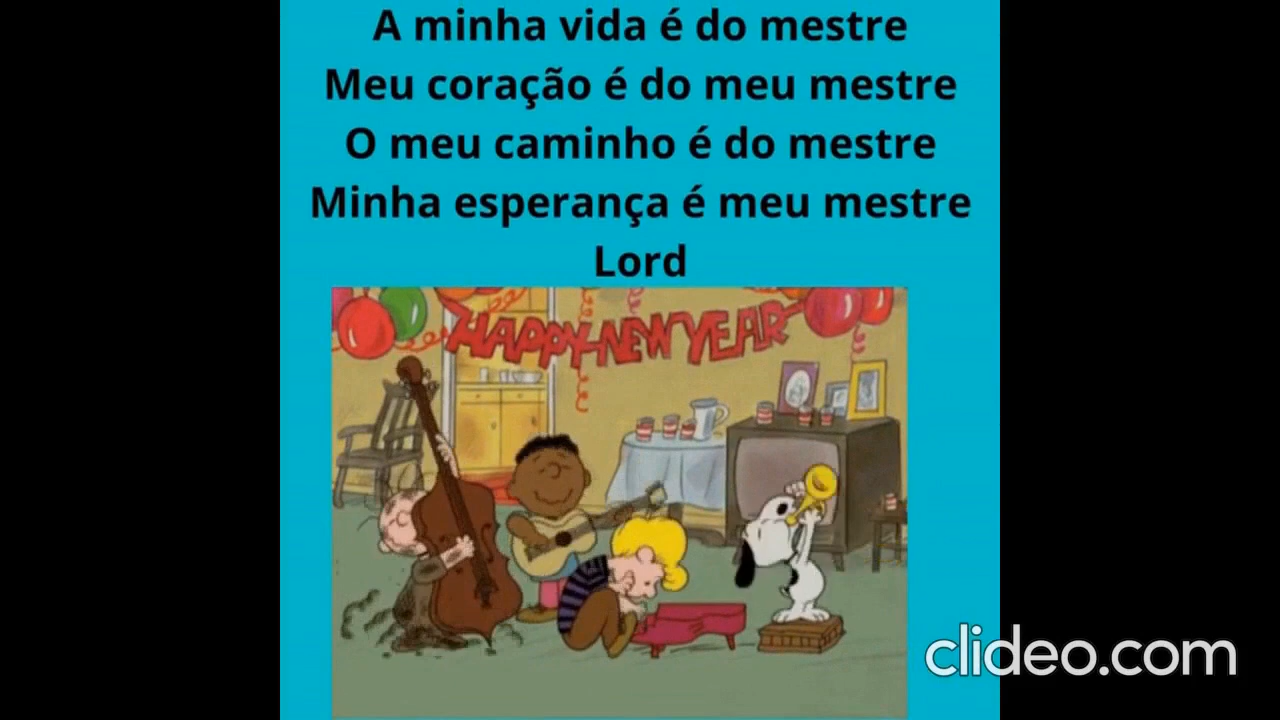 A minha vida é do mestre
Meu coração é do meu mestre
O meu caminho é do mestre
Minha esperança é meu mestre
Lord
HAPPY NEW YEAR
clideo.com